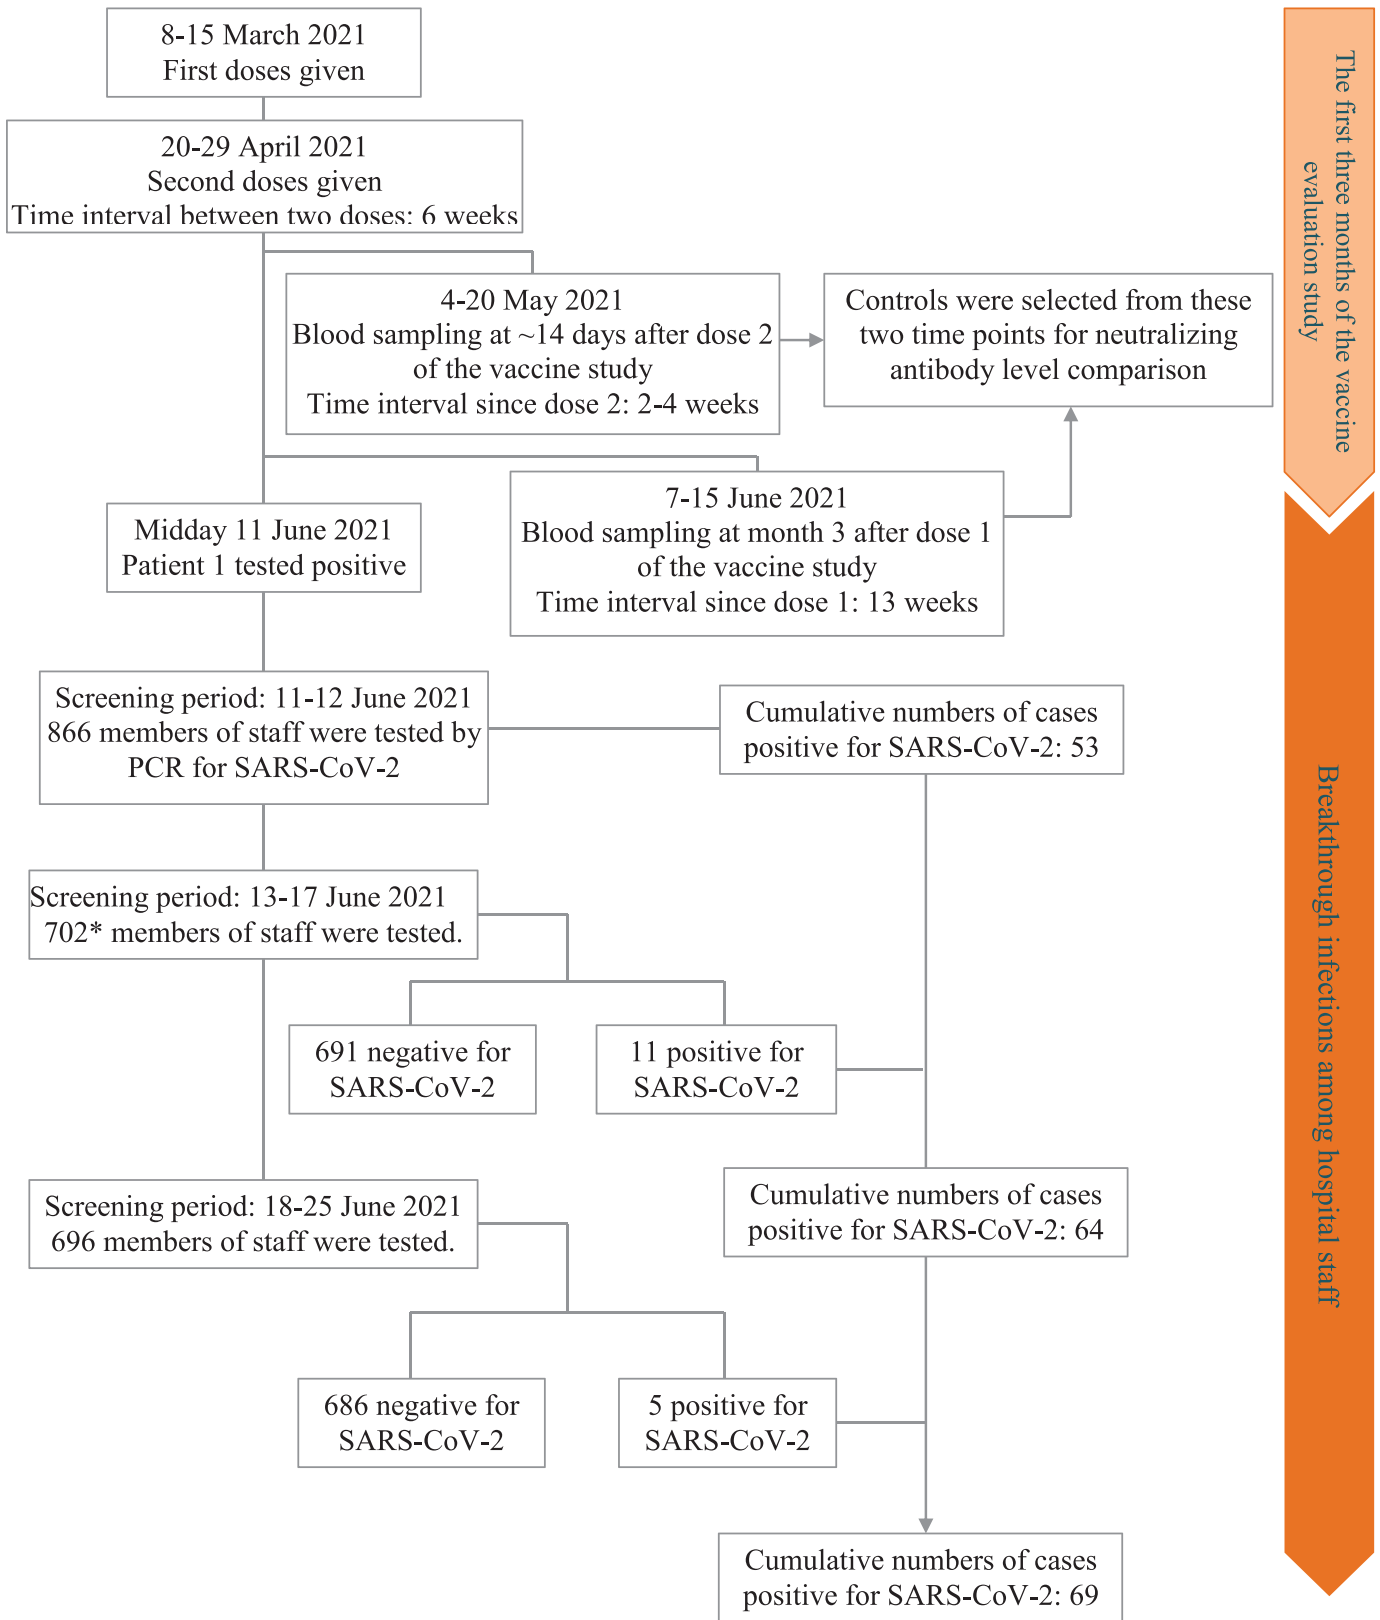 8-15 March 2021
First doses given
20-29 April 2021
Second doses given
Time interval between two doses: 6 weeks
4-20 May 2021
Blood sampling at ~14 days after dose 2
of the vaccine study
Time interval since dose 2: 2-4 weeks
Controls were selected from these
two time points for neutralizing
antibody level comparison
7-15 June 2021
Blood sampling at month 3 after dose 1
of the vaccine study
Time interval since dose 1: 13 weeks
Midday 11 June 2021
Patient 1 tested positive
Screening period: 11-12 June 2021
866 members of staff were tested by
PCR for SARS-CoV-2
Cumulative numbers of cases
positive for SARS-CoV-2: 53
Screening period: 13-17 June 2021
702* members of staff were tested.
691 negative for
SARS-CoV-2
11 positive for
SARS-CoV-2
Screening period: 18-25 June 2021
696 members of staff were tested.
Cumulative numbers of cases
positive for SARS-CoV-2: 64
686 negative for
SARS-CoV-2
5 positive for
SARS-CoV-2
Cumulative numbers of cases
positive for SARS-CoV-2: 69
The first three months of the vaccine
evaluation study
Breakthrough infections among hospital staff